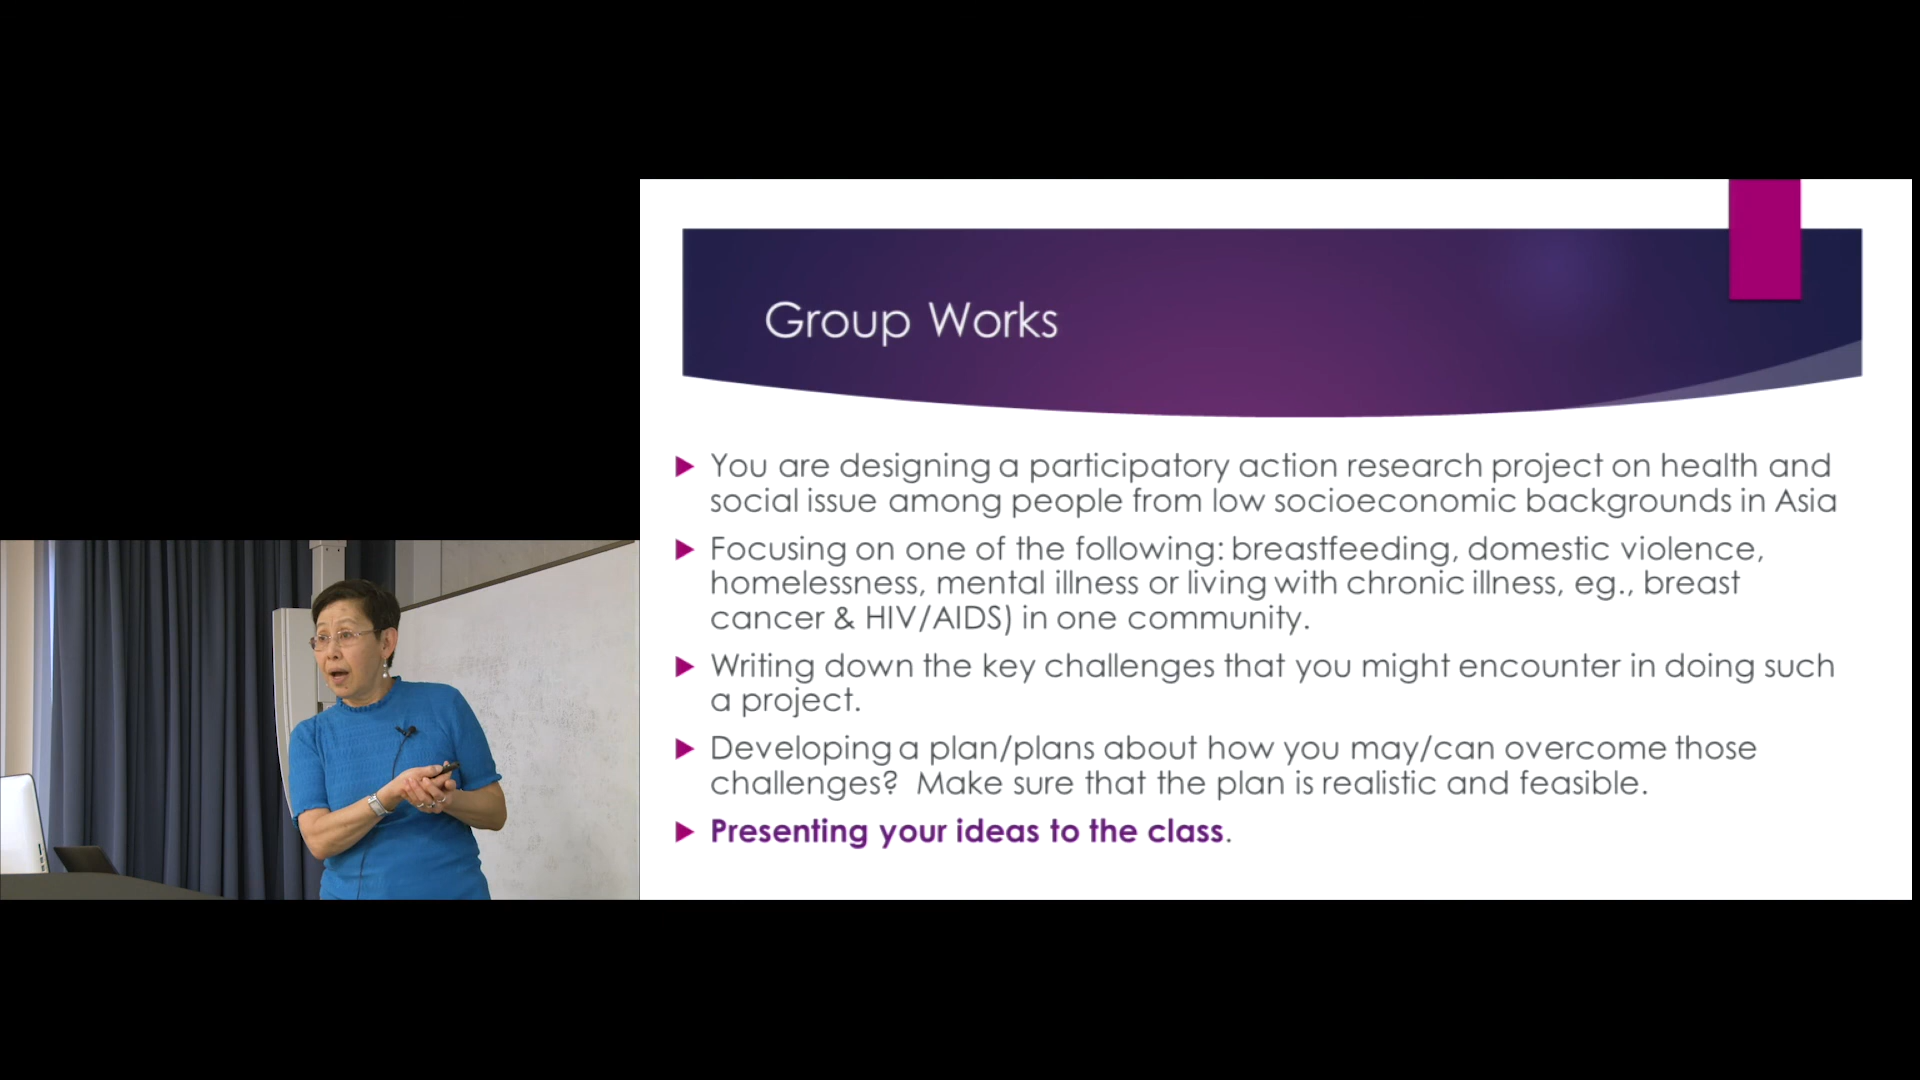 Group Works
You are designing a participatory action research project on health and
social issue among people from low socioeconomic backgrounds in Asia
Focusing on one of the following: breastfeeding, domestic violence,
homelessness, mental illness or living with chronic illness, eg., breast
cancer & HIV/AIDS) in one community.
Writing down the key challenges that you might encounter in doing such
a project.
Developing a plan/plans about how you may/can overcome those
challenges?  Make sure that the plan is realistic and feasible.
Presenting your ideas to the class.